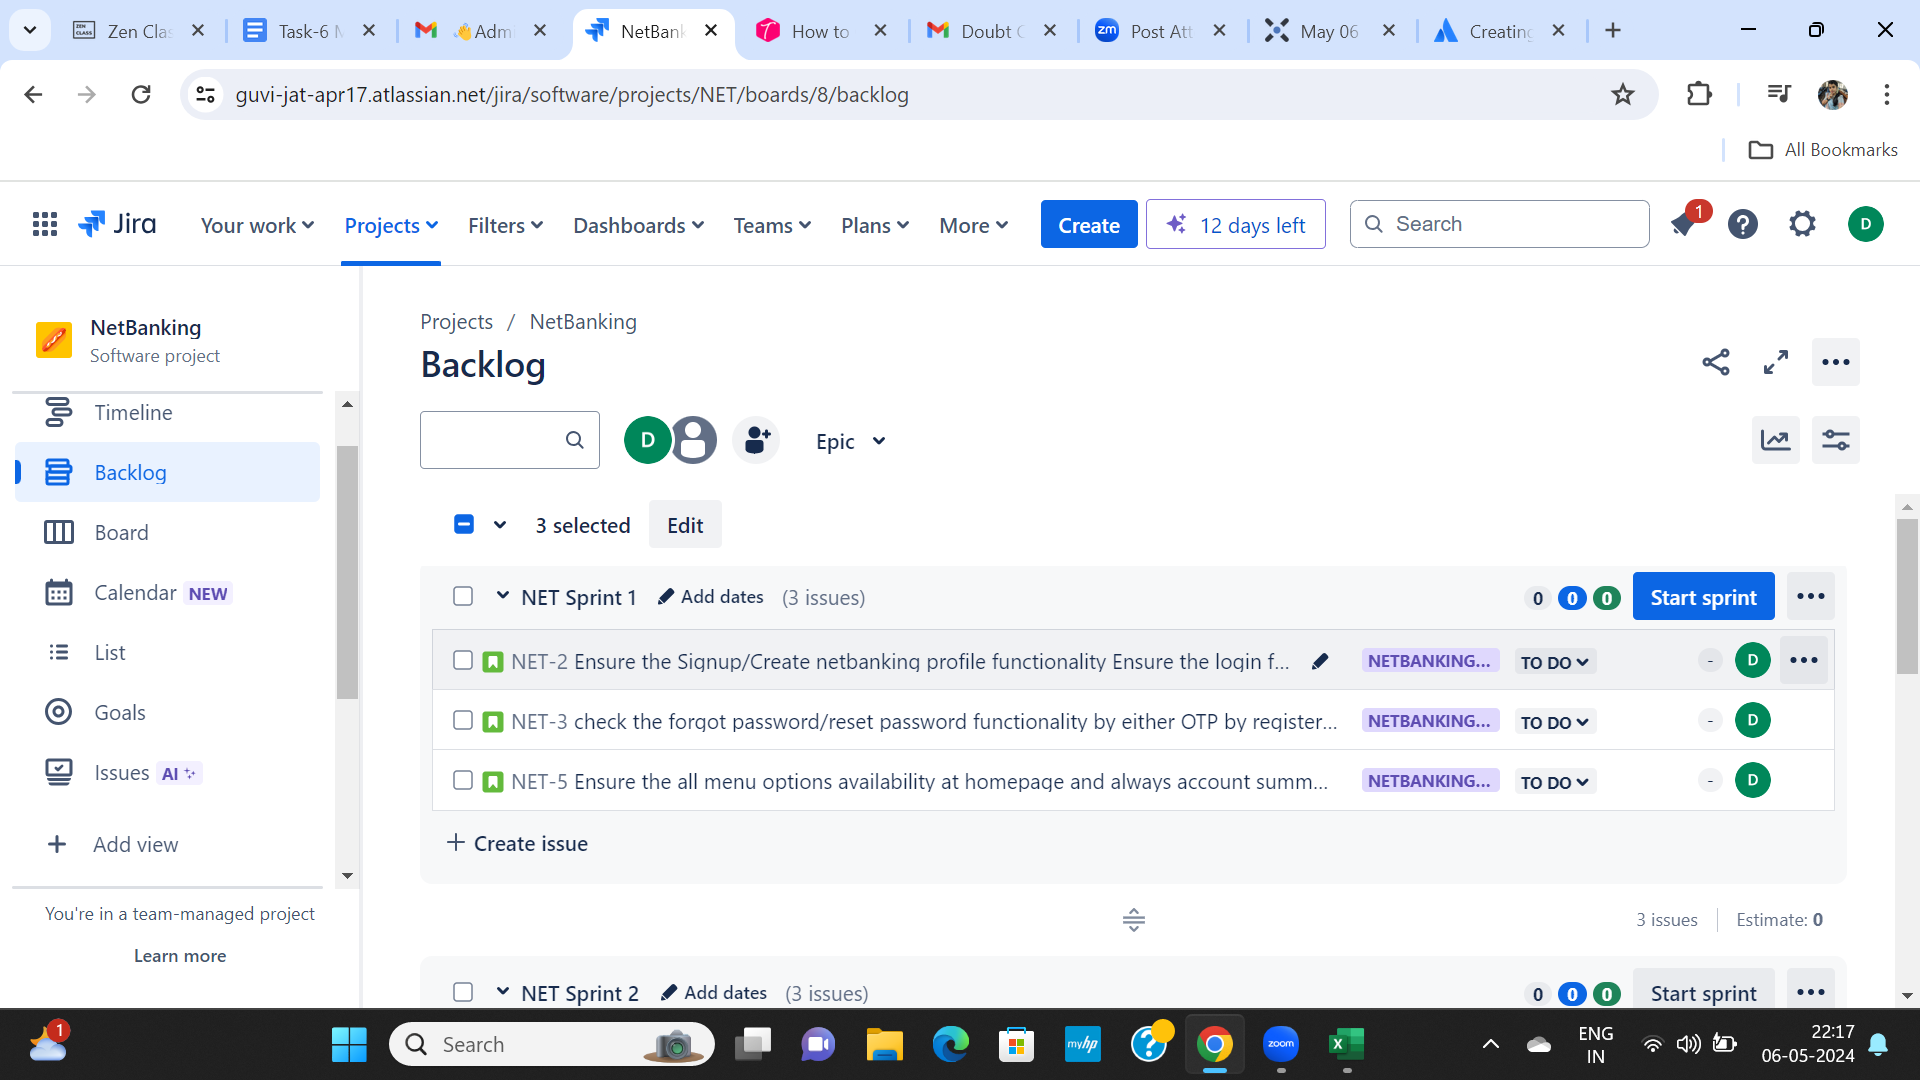 Zen Clas
Task-6 M
👋Adm
NetBank
How to
Doubt C
zm
Post Att
May 06
Creating
guvi-jat-apr17.atlassian.net/jira/software/projects/NET/boards/8/backlog
All Bookmarks
Jira
Your work
Projects
Filters
Dashboards
Teams
Plans
More
Create
12 days left
Search
1
D
NetBanking
Software project
Timeline
Backlog
Board
Calendar NEW
List
Goals
Issues AI
Add view
You're in a team-managed project
Learn more
Projects / NetBanking
Backlog
D
Epic
3 selected
Edit
NET Sprint 1 Add dates (3 issues) 0 0 0 Start sprint
NET-2 Ensure the Signup/Create netbanking profile functionality Ensure the login f... NETBANKING... TO DO - D
NET-3 check the forgot password/reset password functionality by either OTP by register... NETBANKING... TO DO - D
NET-5 Ensure the all menu options availability at homepage and always account summ... NETBANKING... TO DO - D
+ Create issue
3 issues Estimate: 0
NET Sprint 2 Add dates (3 issues) 0 0 0 Start sprint
1
Search
myhp
zoom
ENG
IN
22:17
06-05-2024